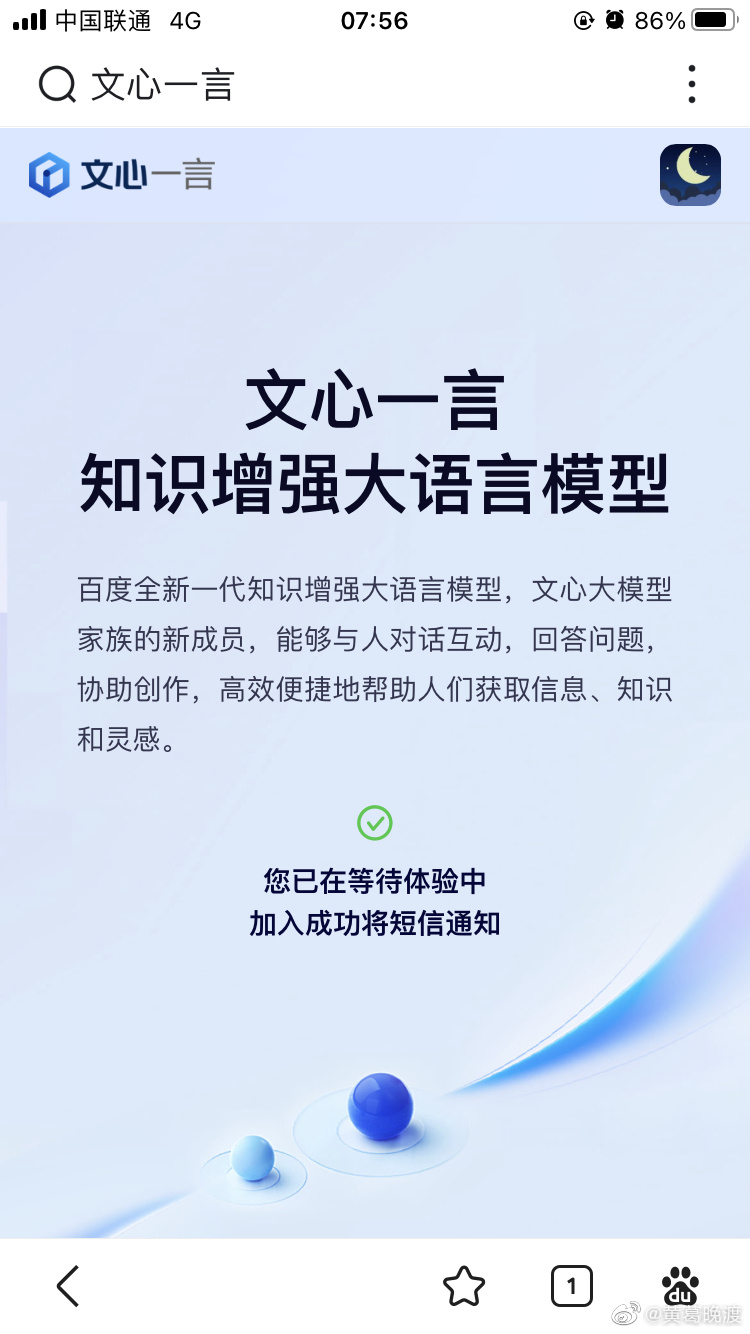 中国联通 4G 07:56 86%
文心一言
文心一言
文心一言
知识增强大语言模型
百度全新一代知识增强大语言模型，文心大模型
家族的新成员，能够与人对话互动，回答问题，
协助创作，高效便捷地帮助人们获取信息、知识
和灵感。
您已在等待体验中
加入成功将短信通知
1
du
@黄葛晚渡